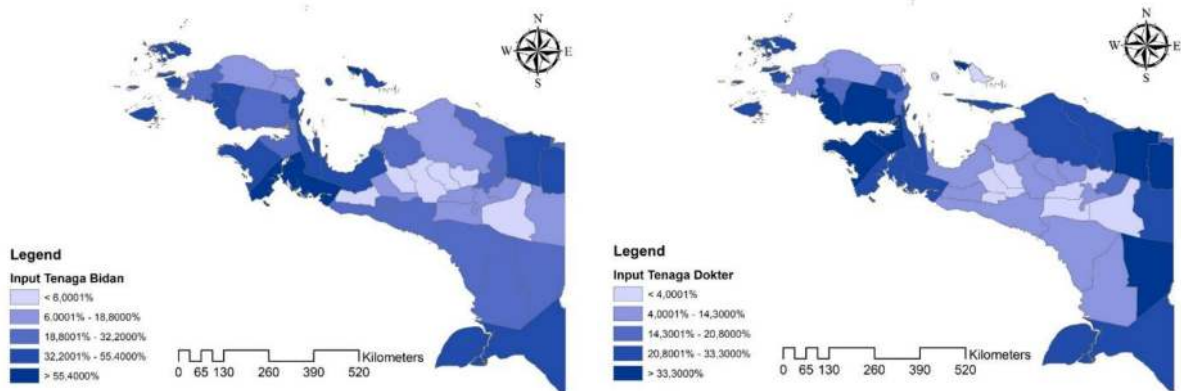 N
W E
S
Legend
Input Tenaga Bidan
< 6,0001%
6,0001% - 18,8000%
18,8001% - 32,2000%
32,2001% - 55.4000%
> 55.4000%
Kilometers
0 65 130 260 390 520
N
W E
S
Legend
Input Tenaga Dokter
< 4,0001%
4,0001% - 14,3000%
14,3001% - 20,8000%
20,8001% - 33,3000%
> 33,3000%
Kilometers
0 65 130 260 390 520